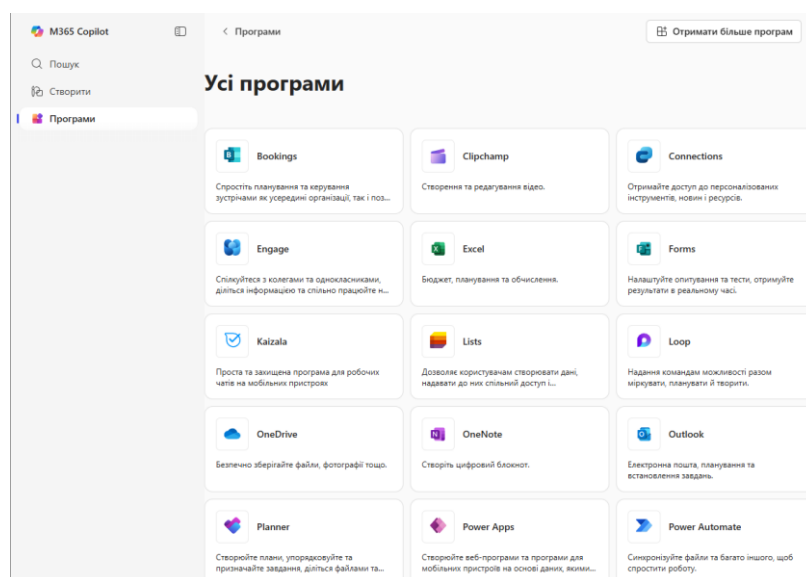 M365 Copilot
Пошук
Створити
Програми
Програми
Отримати більше програм
Усі програми
Bookings
Спростіть планування та керування
зустрічами як усередині організації, так і поз...
Clipchamp
Створення та редагування відео.
Connections
Отримайте доступ до персоналізованих
інструментів, новин і ресурсів.
Engage
Спілкуйтеся з колегами та однокласниками,
діліться інформацією та спільно працюйте н...
Excel
Бюджет, планування та обчислення.
Forms
Налаштуйте опитування та тести, отримуйте
результати в реальному часі.
Kaizala
Проста та захищена програма для робочих
чатів на мобільних пристроях
Lists
Дозволяє користувачам створювати дані,
надавати до них спільний доступ і...
Loop
Надання командам можливості разом
міркувати, планувати й творити.
OneDrive
Безпечно зберігайте файли, фотографії тощо.
OneNote
Створіть цифровий блокнот.
Outlook
Електронна пошта, планування та
встановлення завдань.
Planner
Створюйте плани, упорядковуйте та
призначайте завдання, діліться файлами та...
Power Apps
Створюйте веб-програми та програми для
мобільних пристроїв на основі даних, якими...
Power Automate
Синхронізуйте файли та багато іншого, щоб
спростити роботу.